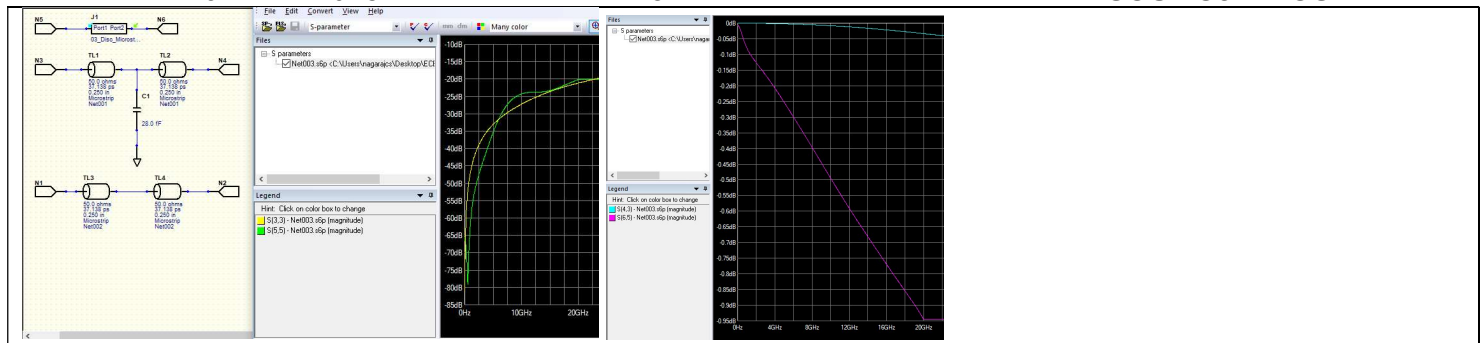 N5
J1
N6
Port1 Port2
03_Disc_Microst...
N3
TL1
TL2
N4
50.0 ohms
37.138 ps
0.250 in
Microstrip
Net001
50.0 ohms
37.138 ps
0.250 in
Microstrip
Net001
C1
28.0 fF
N1
TL3
TL4
N2
50.0 ohms
37.138 ps
0.250 in
Microstrip
Net002
50.0 ohms
37.138 ps
0.250 in
Microstrip
Net002
File Edit Convert View Help
S-parameter
mm
Many color
Files
S parameters
Net003.s6p <C:\Users\nagarajcs\Desktop\ECE
Legend
Hint: Click on color box to change
S(3,3) - Net003.s6p (magnitude)
S(5,5) - Net003.s6p (magnitude)
-10dB
-15dB
-20dB
-25dB
-30dB
-35dB
-40dB
-45dB
-50dB
-55dB
-60dB
-65dB
-70dB
-75dB
-80dB
-85dB
0Hz
10GHz
20GHz
Files
S parameters
Net003.s6p <C:\Users\nagara
Legend
Hint: Click on color box to change
S(4,3) - Net003.s6p (magnitude)
S(6,5) - Net003.s6p (magnitude)
0dB
-0.05dB
-0.1dB
-0.15dB
-0.2dB
-0.25dB
-0.3dB
-0.35dB
-0.4dB
-0.45dB
-0.5dB
-0.55dB
-0.6dB
-0.65dB
-0.7dB
-0.75dB
-0.8dB
-0.85dB
-0.9dB
-0.95dB
0Hz
4GHz
8GHz
12GHz
16GHz
20GHz